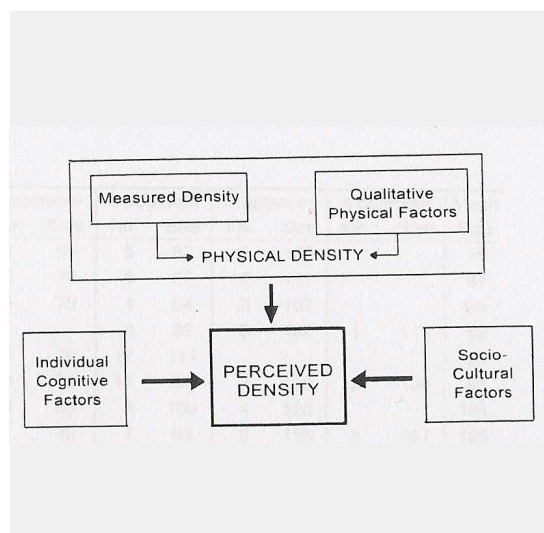 Measured Density
Qualitative
Physical Factors
PHYSICAL DENSITY
Individual
Cognitive
Factors
PERCEIVED
DENSITY
Socio-
Cultural
Factors